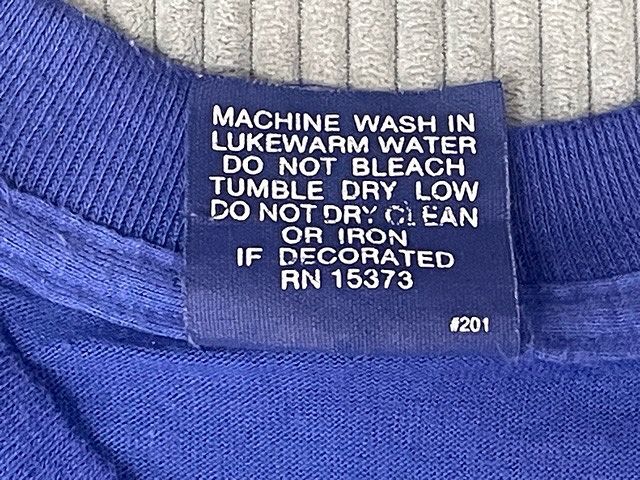 MACHINE WASH IN
LUKEWARM WATER
DO NOT BLEACH
TUMBLE DRY LOW
DO NOT DRY CLEAN
OR IRON
IF DECORATED
RN 15373
#201